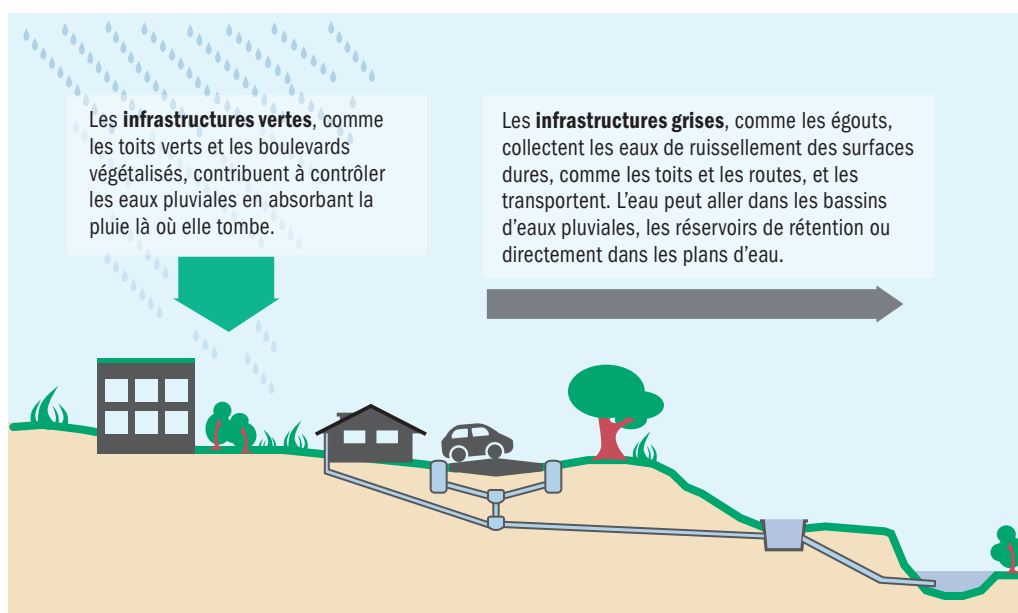 Les infrastructures vertes, comme
les toits verts et les boulevards
végétalisés, contribuent à contrôler
les eaux pluviales en absorbant la
pluie là où elle tombe.
Les infrastructures grises, comme les égouts,
collectent les eaux de ruissellement des surfaces
dures, comme les toits et les routes, et les
transportent. L’eau peut aller dans les bassins
d’eaux pluviales, les réservoirs de rétention ou
directement dans les plans d’eau.